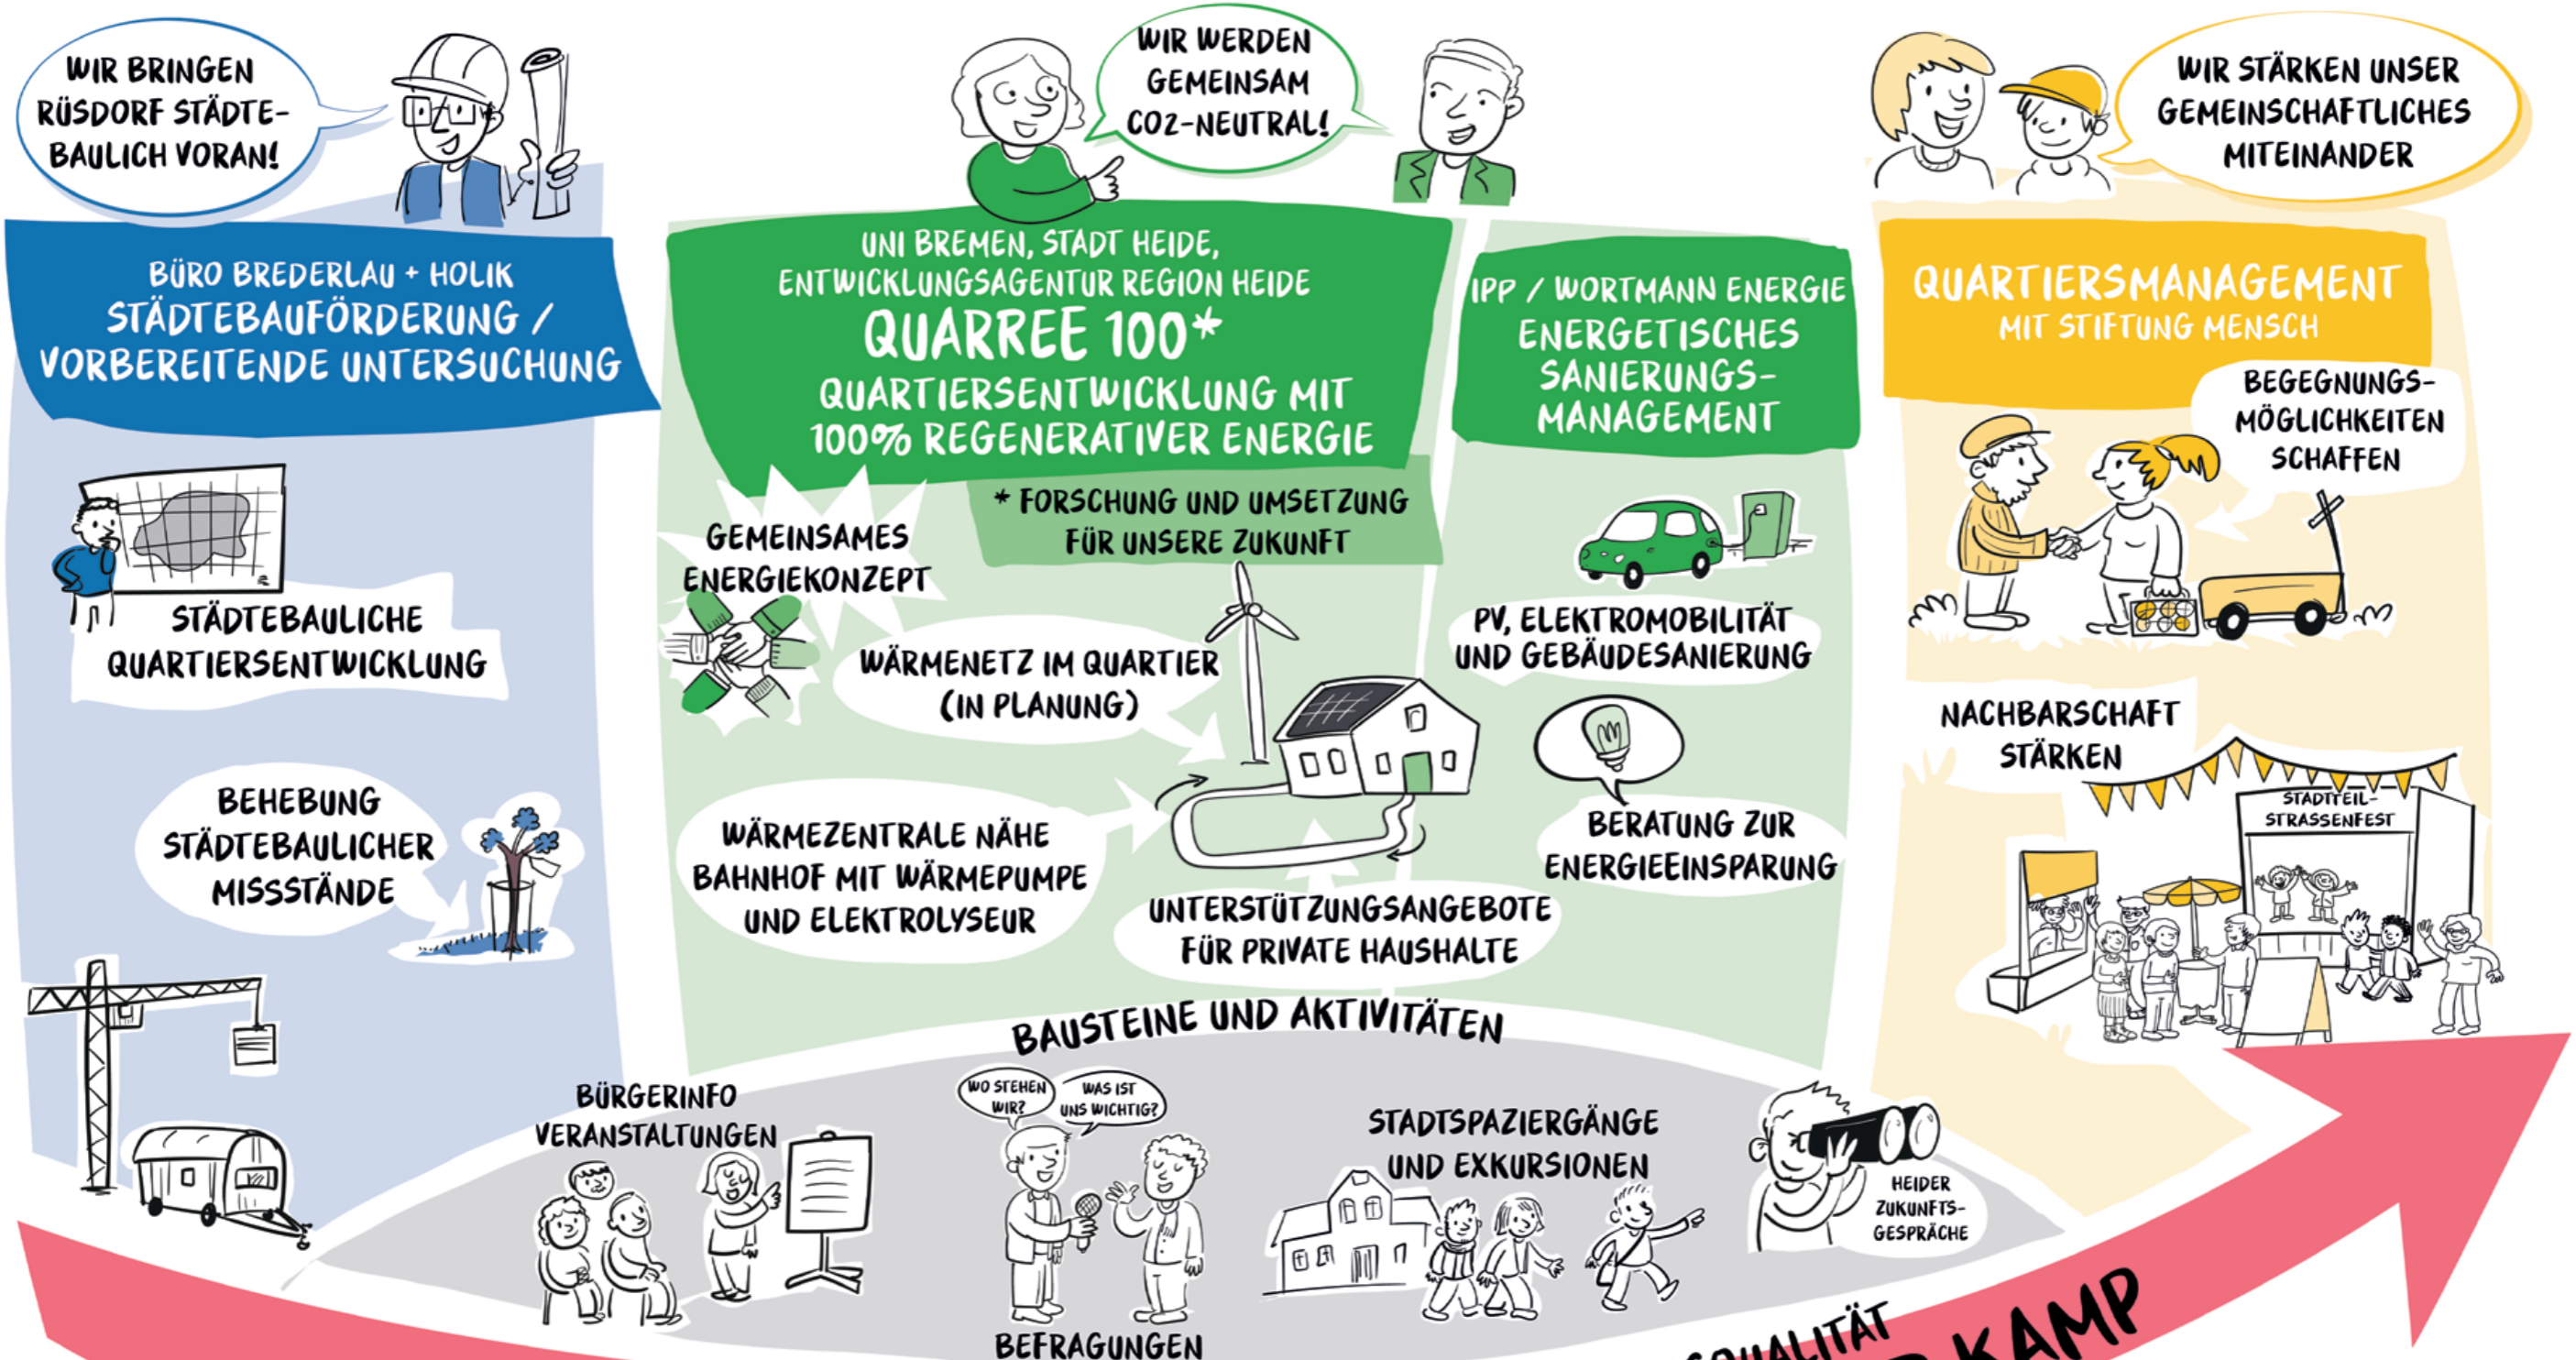 WIR BRINGEN
RÜSDORF STÄDTE-
BAULICH VORAN!
WIR WERDEN
GEMEINSAM
CO2-NEUTRAL!
WIR STÄRKEN UNSER
GEMEINSCHAFTLICHES
MITEINANDER
BÜRO BREDERLAU + HOLIK
STÄDTEBAUFÖRDERUNG /
VORBEREITENDE UNTERSUCHUNG
STÄDTEBAULICHE
QUARTIERSENTWICKLUNG
BEHEBUNG
STÄDTEBAULICHER
MISSSTÄNDE
UNI BREMEN, STADT HEIDE,
ENTWICKLUNGSAGENTUR REGION HEIDE
QUARREE 100*
QUARTIERSENTWICKLUNG MIT
100% REGENERATIVER ENERGIE
* FORSCHUNG UND UMSETZUNG
FÜR UNSERE ZUKUNFT
GEMEINSAMES
ENERGIEKONZEPT
WÄRMENETZ IM QUARTIER
(IN PLANUNG)
WÄRMEZENTRALE NÄHE
BAHNHOF MIT WÄRMEPUMPE
UND ELEKTROLYSEUR
UNTERSTÜTZUNGSANGEBOTE
FÜR PRIVATE HAUSHALTE
IPP / WORTMANN ENERGIE
ENERGETISCHES
SANIERUNGS-
MANAGEMENT
PV, ELEKTROMOBILITÄT
UND GEBÄUDESANIERUNG
BERATUNG ZUR
ENERGIEEINSPARUNG
QUARTIERSMANAGEMENT
MIT STIFTUNG MENSCH
BEGEGNUNGS-
MÖGLICHKEITEN
SCHAFFEN
NACHBARSCHAFT
STÄRKEN
STADTTEIL-
STRASSENFEST
BAUSTEINE UND AKTIVITÄTEN
BÜRGERINFO
VERANSTALTUNGEN
WO STEHEN
WIR?
WAS IST
UNS WICHTIG?
BEFRAGUNGEN
STADTSPAZIERGÄNGE
UND EXKURSIONEN
HEIDER
ZUKUNFTS-
GESPRÄCHE
KAMP